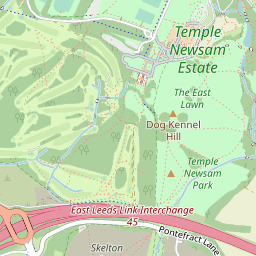 Temple
Newsam
Estate
The East
Lawn
Dog Kennel
Hill
Temple
Newsam
Park
East Leeds Link Interchange
45
Pontefract Lane
Skelton